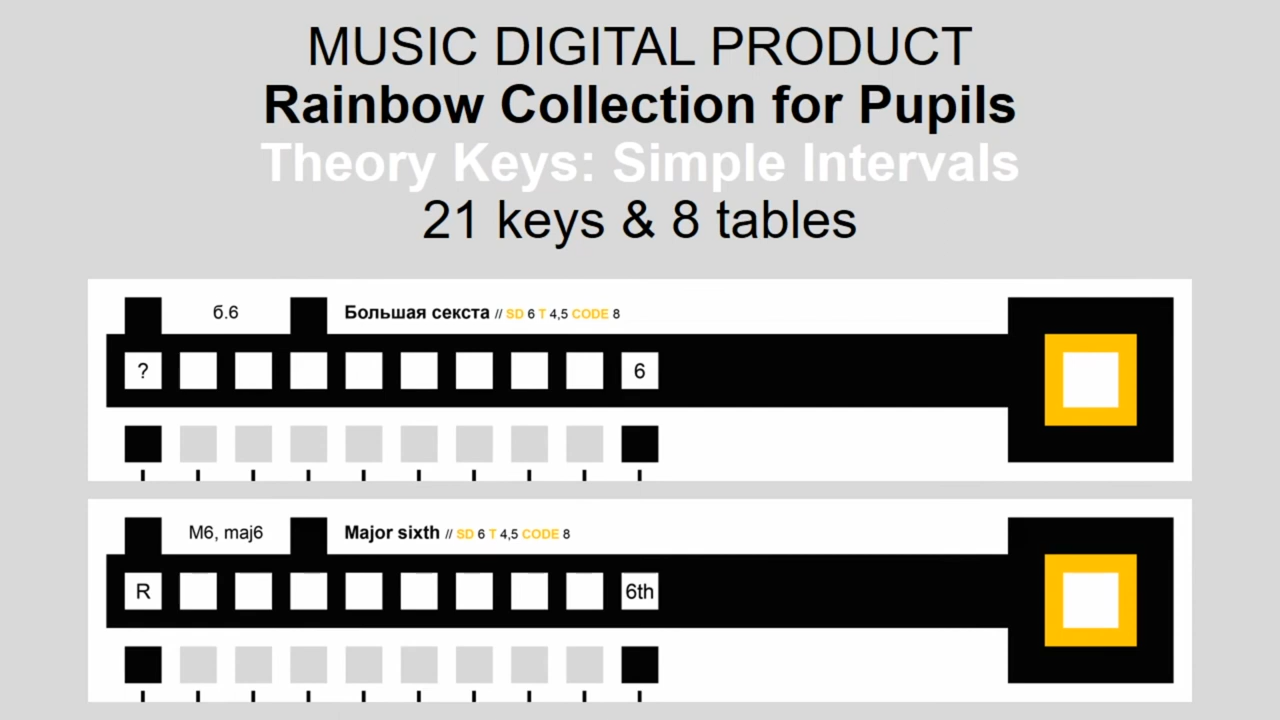 MUSIC DIGITAL PRODUCT
Rainbow Collection for Pupils
Theory Keys: Simple Intervals
21 keys & 8 tables
б.6 Большая секста // SD 6 T 4,5 CODE 8
? 6
M6, maj6 Major sixth // SD 6 T 4,5 CODE 8
R 6th